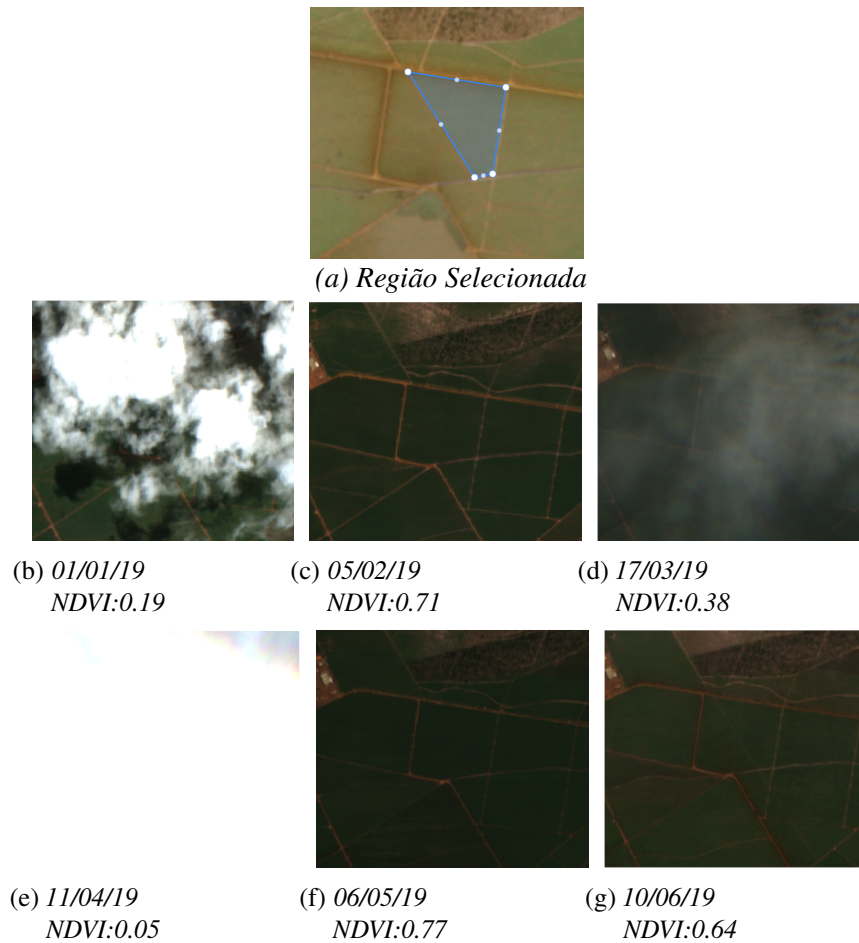 (a) Região Selecionada
(b) 01/01/19
NDVI:0.19
(c) 05/02/19
NDVI:0.71
(d) 17/03/19
NDVI:0.38
(e) 11/04/19
NDVI:0.05
(f) 06/05/19
NDVI:0.77
(g) 10/06/19
NDVI:0.64